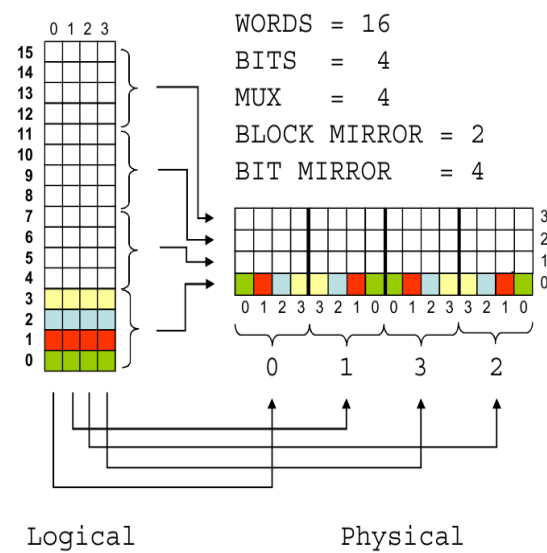 0 1 2 3
WORDS = 16
BITS = 4
MUX = 4
BLOCK MIRROR = 2
BIT MIRROR = 4
15
14
13
12
11
10
9
8
7
6
5
4
3
2
1
0
3
2
1
0
0 1 2 3 3 2 1 0 0 1 2 3 3 2 1 0
0 1 3 2
Logical Physical